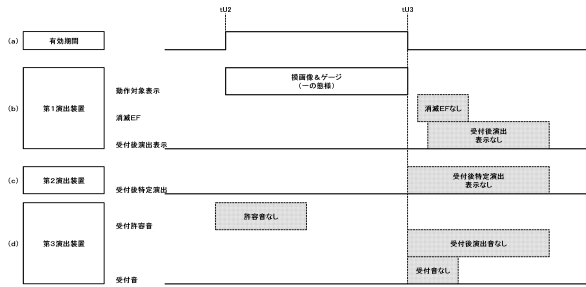 tU2
tU3
(a)
有効期間
(b)
第1演出装置
動作対象表示
操画像＆ゲージ
(一の態様)
消滅EF
消滅EFなし
受付後演出表示
受付後演出
表示なし
(c)
第2演出装置
受付後特定演出
受付後特定演出
表示なし
(d)
第3演出装置
受付許容音
許容音なし
受付後演出音なし
受付音
受付音なし